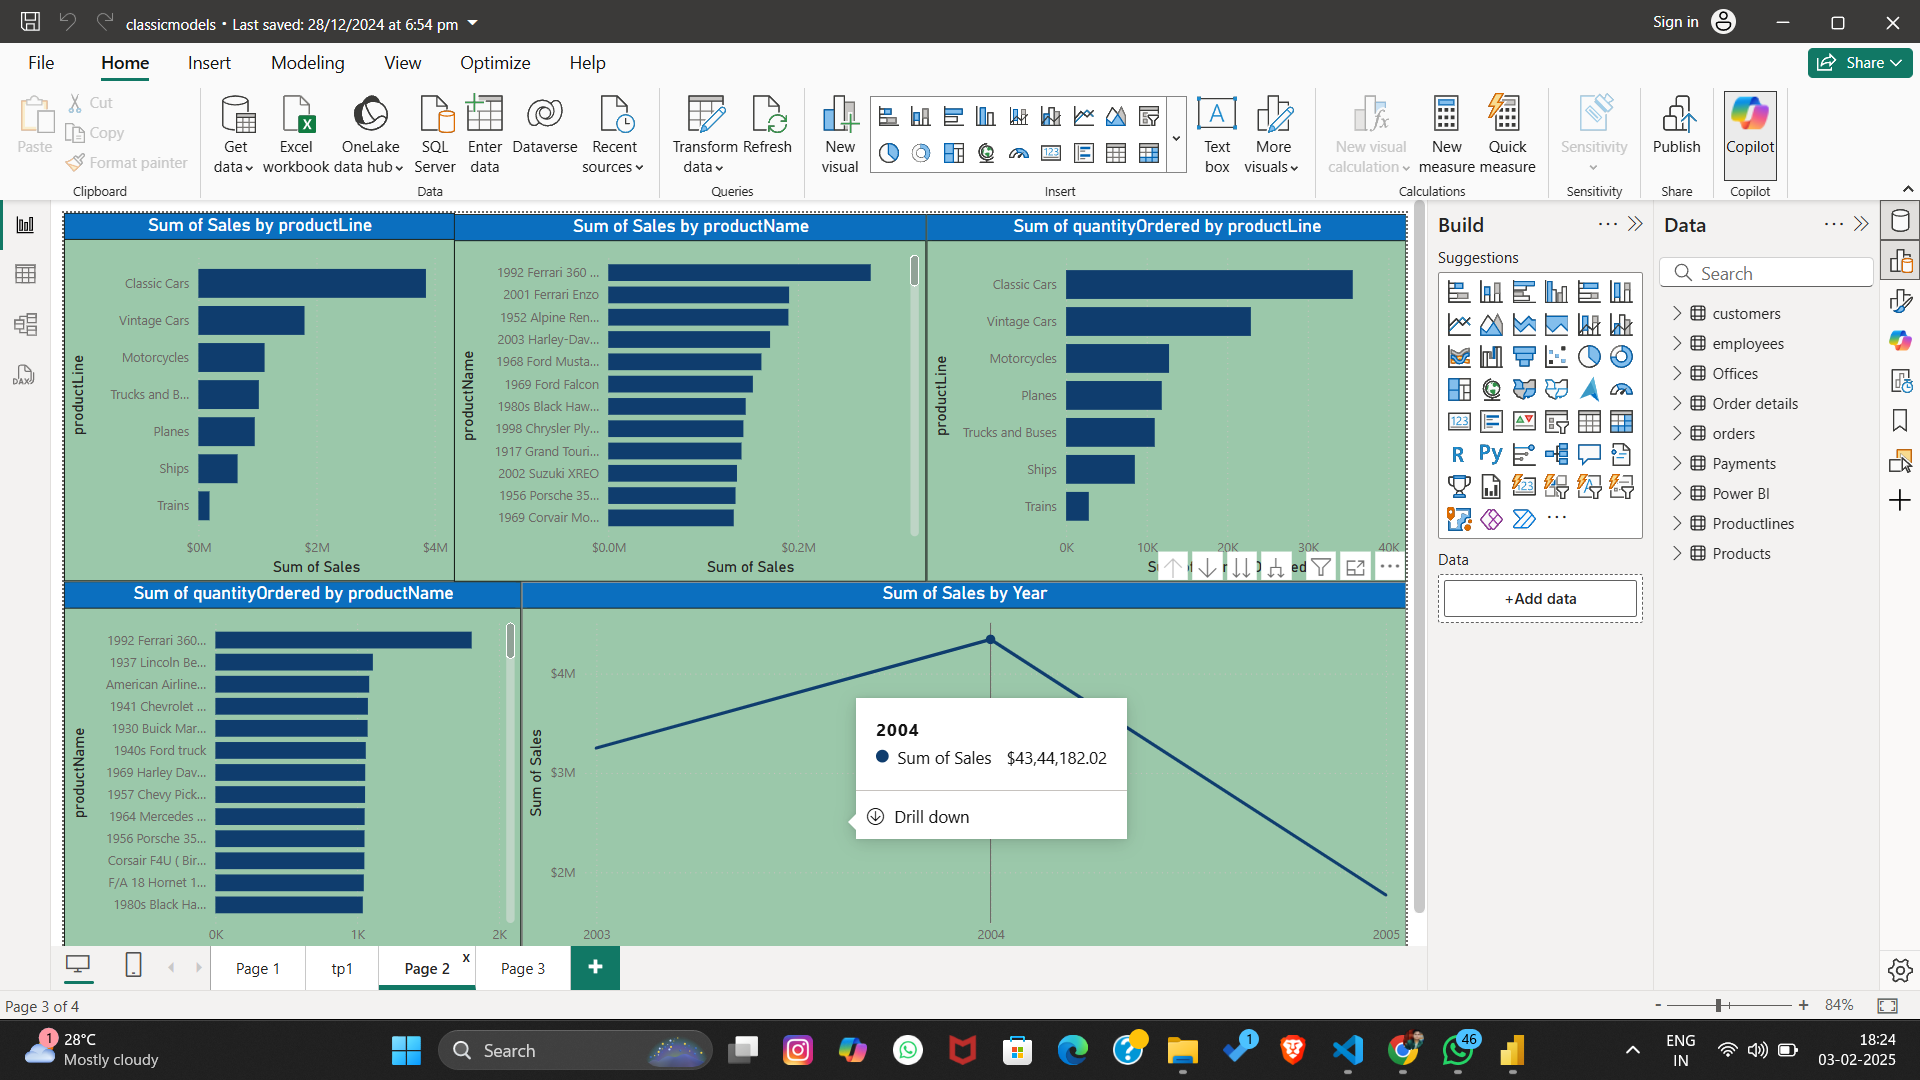 classicmodels • Last saved: 28/12/2024 at 6:54 pm
Sign in
File Home Insert Modeling View Optimize Help
Share
Paste
Cut
Copy
Format painter
Clipboard
Get data
Excel workbook
OneLake data hub
SQL Server
Enter data
Dataverse
Recent sources
Data
Transform data
Refresh
Queries
New visual
Text box
More visuals
Insert
New visual calculation
New measure
Quick measure
Calculations
Sensitivity
Sensitivity
Publish
Share
Copilot
Copilot
Sum of Sales by productLine
productLine
Classic Cars
Vintage Cars
Motorcycles
Trucks and B...
Planes
Ships
Trains
$0M $2M $4M
Sum of Sales
Sum of Sales by productName
productName
1992 Ferrari 360 ...
2001 Ferrari Enzo
1952 Alpine Ren...
2003 Harley-Dav...
1968 Ford Musta...
1969 Ford Falcon
1980s Black Haw...
1998 Chrysler Ply...
1917 Grand Touri...
2002 Suzuki XREO
1956 Porsche 35...
1969 Corvair Mo...
$0.0M $0.2M
Sum of Sales
Sum of quantityOrdered by productLine
productLine
Classic Cars
Vintage Cars
Motorcycles
Planes
Trucks and Buses
Ships
Trains
0K 10K 20K 30K 40K
Sum of quantityOrdered by productName
productName
1992 Ferrari 360...
1937 Lincoln Be...
American Airline...
1941 Chevrolet ...
1930 Buick Mar...
1940s Ford truck
1969 Harley Dav...
1957 Chevy Pick...
1964 Mercedes ...
1956 Porsche 35...
Corsair F4U ( Bir...
F/A 18 Hornet 1...
1980s Black Ha...
0K 1K 2K
Sum of Sales by Year
Sum of Sales
$4M
$3M
$2M
2003 2004 2005
2004
Sum of Sales $43,44,182.02
Drill down
Build
Suggestions
R Py
123
Data
+Add data
Data
Search
customers
employees
Offices
Order details
orders
Payments
Power BI
Productlines
Products
DAX
Page 1 tp1 Page 2 x Page 3 +
Page 3 of 4
- + 84%
1
28°C
Mostly cloudy
Search
1
46
ENG
IN
18:24
03-02-2025